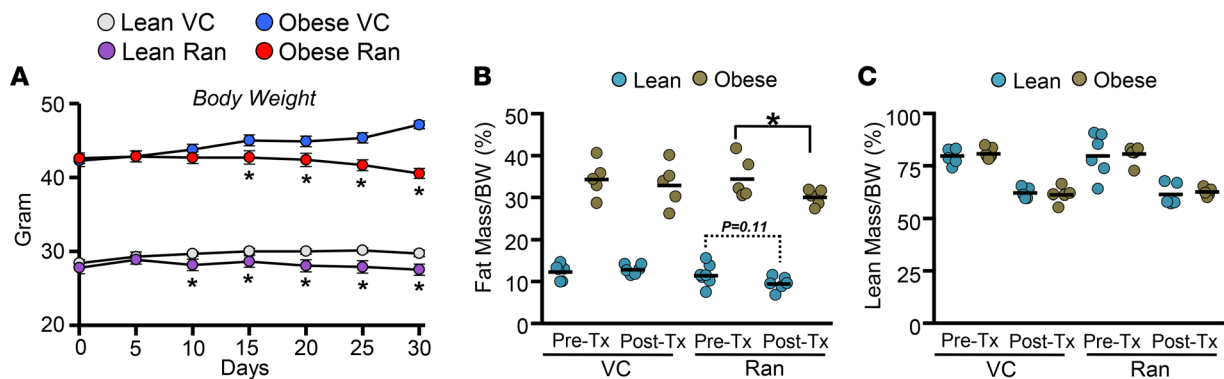 Lean VC
Obese VC
Lean Ran
Obese Ran
A
Body Weight
Gram
50
40
30
20
* * * *
* * * * *
0 5 10 15 20 25 30
Days
B
Lean Obese
Fat Mass/BW (%)
50
40
30
20
10
0
*
P=0.11
Pre-Tx Post-Tx Pre-Tx Post-Tx
VC Ran
C
Lean Obese
Lean Mass/BW (%)
100
75
50
25
0
Pre-Tx Post-Tx Pre-Tx Post-Tx
VC Ran